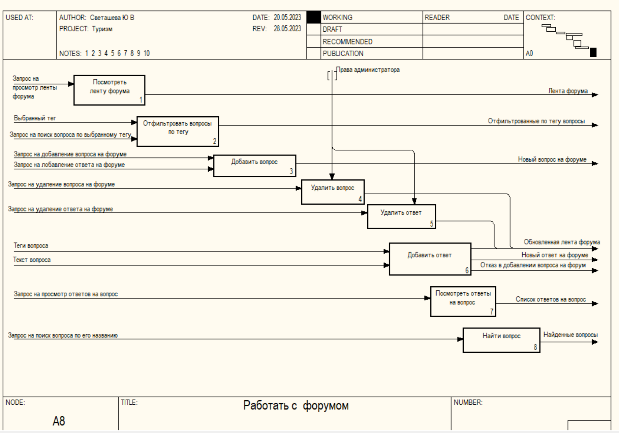 USED AT:
AUTHOR: Светашева Ю В
DATE: 20.05.2023
WORKING
READER
DATE
CONTEXT:
PROJECT: Туризм
REV: 28.05.2023
DRAFT
RECOMMENDED
NOTES: 1 2 3 4 5 6 7 8 9 10
PUBLICATION
A0
Права администратора
Запрос на
просмотр ленты
форума
Посмотреть
ленту форума
1
Лента форума
Выбранный тег
Запрос на поиск вопроса по выбранному тегу
Отфильтровать вопросы
по тегу
2
Отфильтрованные по тегу вопросы
Запрос на добавление вопроса на форуме
Запрос на лобавление ответа на форуме
Добавить вопрос
3
Новый вопрос на форуме
Запрос на удаление вопроса на форуме
Удалить вопрос
4
Запрос на удаление ответа на форуме
Удалить ответ
5
Теги вопроса
Текст вопроса
Добавить ответ
6
Обновленная лента форума
Новый ответ на форуме
Отказ в добавлении вопроса на форум
Запрос на просмотр ответов на вопрос
Посмотреть ответы
на вопрос
7
Список ответов на вопрос
Запрос на поиск вопроса по его названию
Найти вопрос
8
Найденные вопросы
NODE:
TITLE:
NUMBER:
A8
Работать с форумом